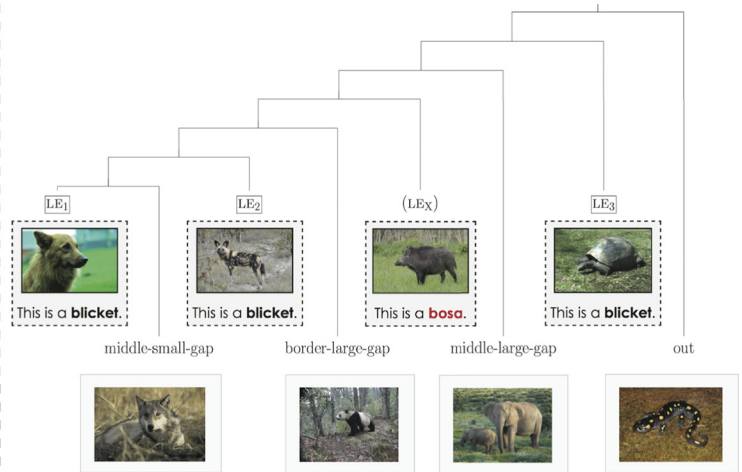 LE1
LE2
(LEX)
LE3
This is a blicket.
This is a blicket.
This is a bosa.
This is a blicket.
middle-small-gap
border-large-gap
middle-large-gap
out